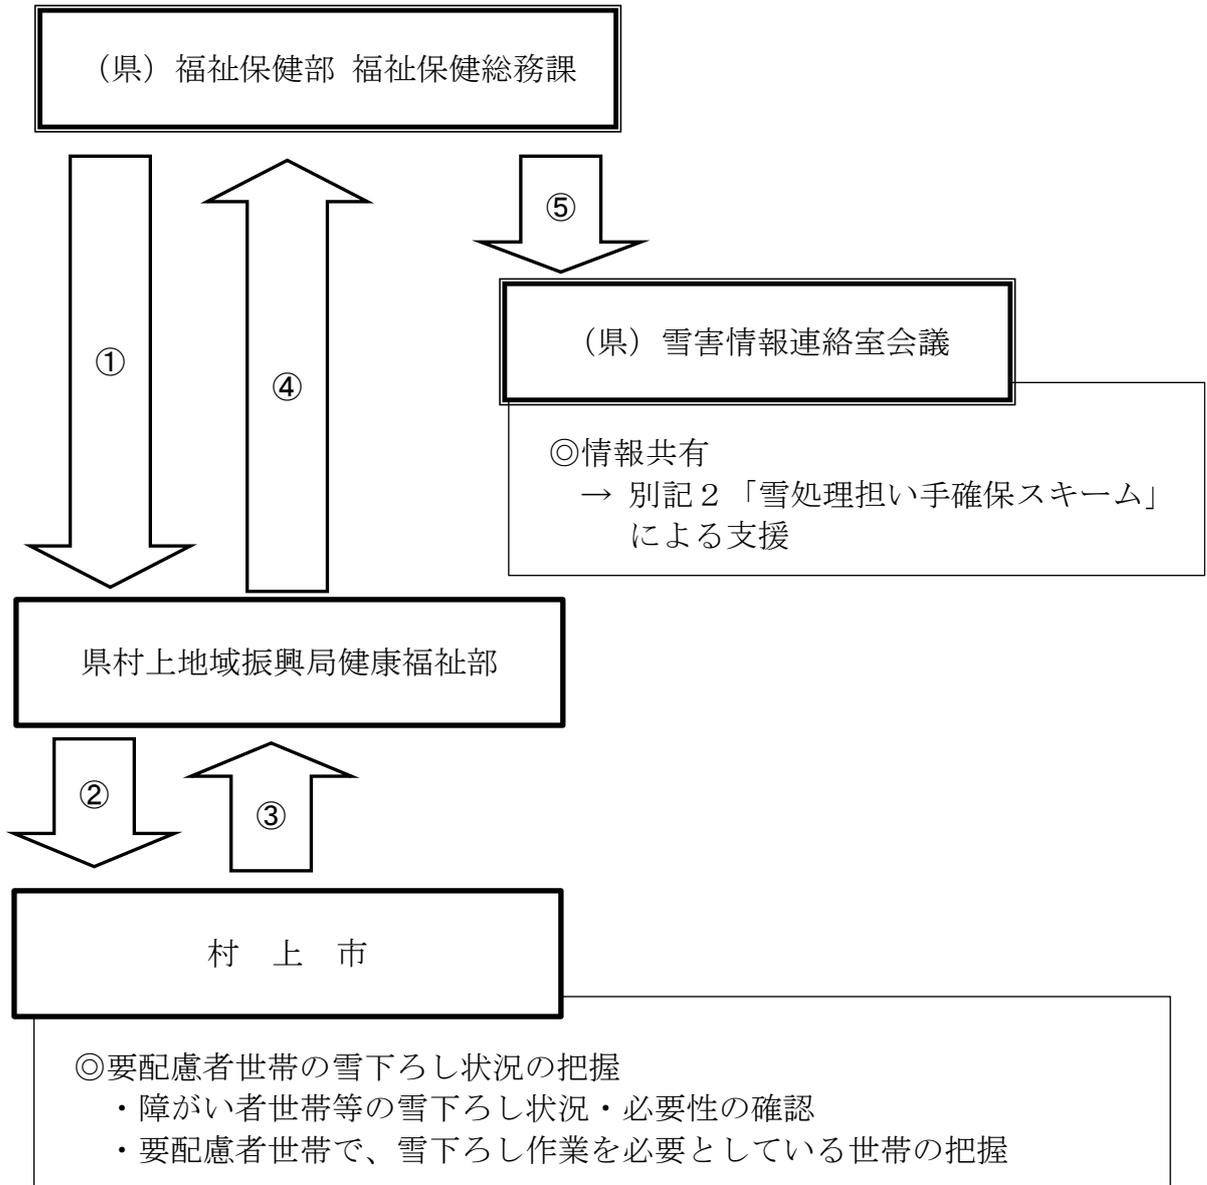 （県）福祉保健部 福祉保健総務課
①
④
⑤
（県）雪害情報連絡室会議
◎情報共有
→ 別記２「雪処理担い手確保スキーム」
による支援
県村上地域振興局健康福祉部
②
③
村　上　市
◎要配慮者世帯の雪下ろし状況の把握
・障がい者世帯等の雪下ろし状況・必要性の確認
・要配慮者世帯で、雪下ろし作業を必要としている世帯の把握